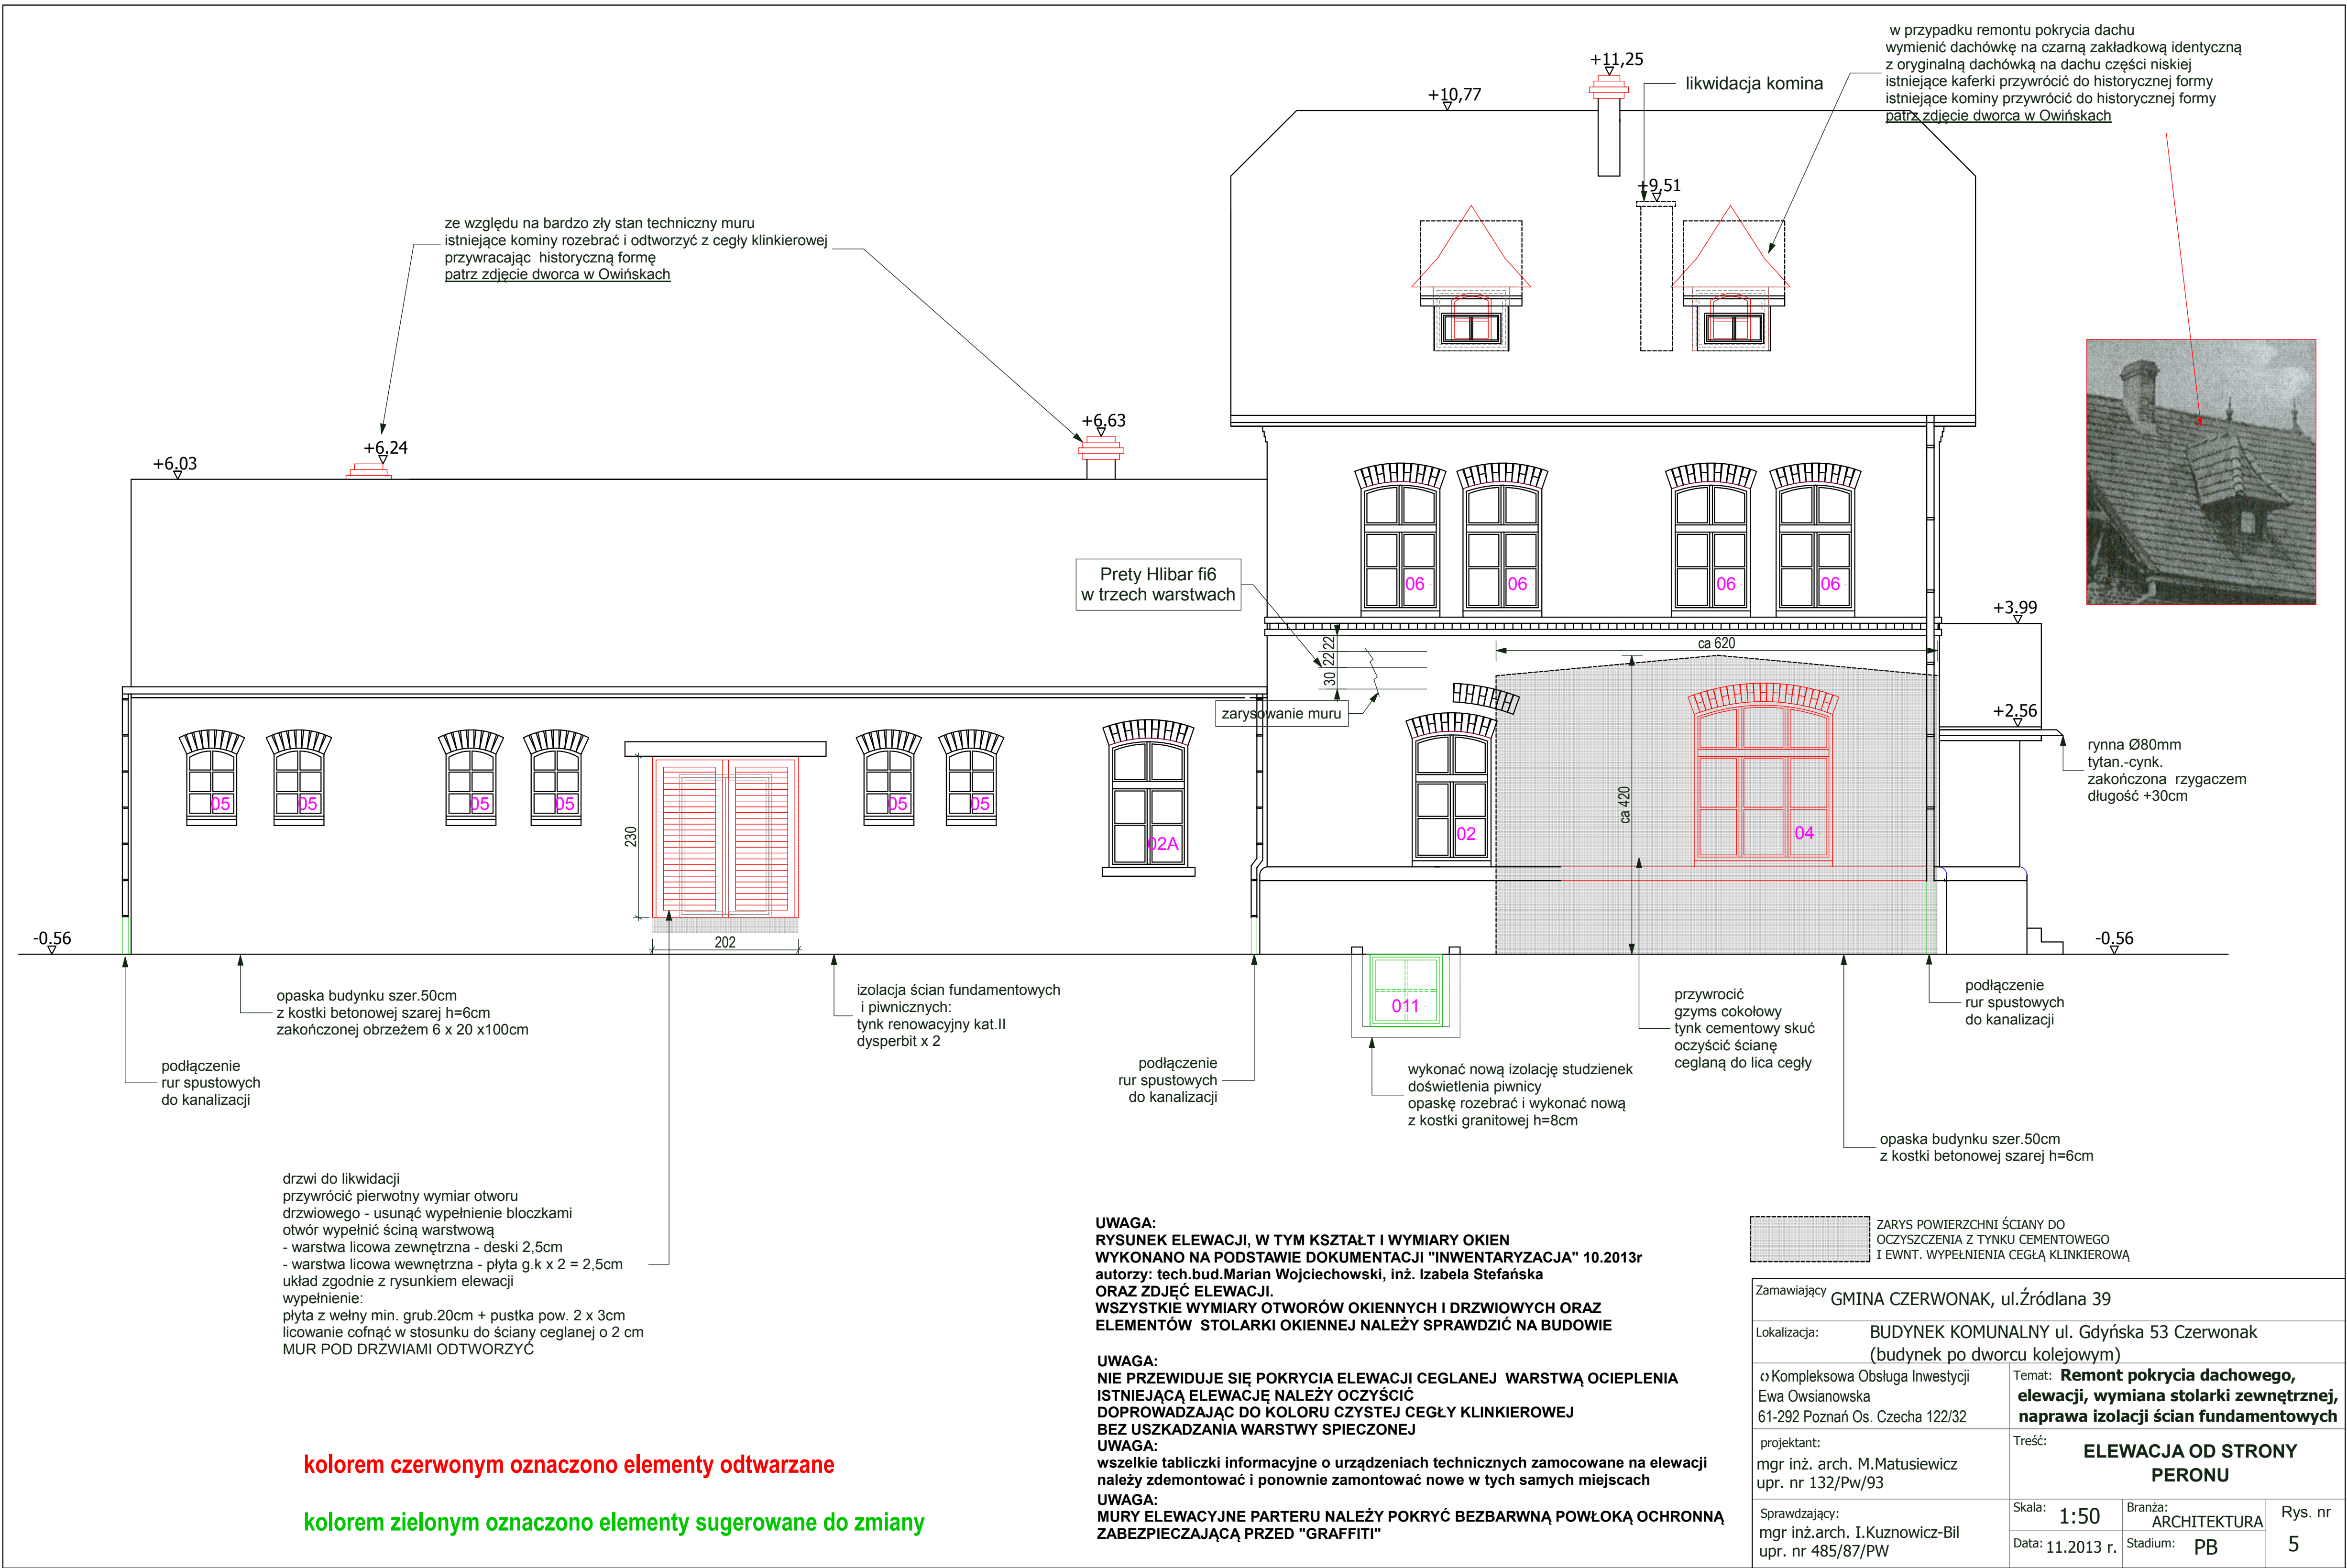 w przypadku remontu pokrycia dachu
wymienić dachówkę na czarną zakładkową identyczną
z oryginalną dachówką na dachu części niskiej
istniejące kaferki przywrócić do historycznej formy
istniejące kominy przywrócić do historycznej formy
patrz zdjęcie dworca w Owińskach
+11,25
likwidacja komina
+10,77
+9,51
ze względu na bardzo zły stan techniczny muru
istniejące kominy rozebrać i odtworzyć z cegły klinkierowej
przywracając historyczną formę
patrz zdjęcie dworca w Owińskach
+6.63
+6.24
+6.03
Prety Hlibar fi6
w trzech warstwach
06
06
06
06
+3.99
ca 620
30 22 22
zarysowanie muru
+2.56
rynna Ø80mm
tytan.-cynk.
zakończona rzygaczem
długość +30cm
05
05
05
05
05
05
230
02A
02
ca 420
04
202
-0.56
-0.56
011
opaska budynku szer.50cm
z kostki betonowej szarej h=6cm
zakończonej obrzeżem 6 x 20 x100cm
izolacja ścian fundamentowych
i piwnicznych:
tynk renowacyjny kat.II
dysperbit x 2
przywrocić
gzyms cokołowy
tynk cementowy skuć
oczyścić ścianę
ceglaną do lica cegły
podłączenie
rur spustowych
do kanalizacji
podłączenie
rur spustowych
do kanalizacji
podłączenie
rur spustowych
do kanalizacji
wykonać nową izolację studzienek
doświetlenia piwnicy
opaskę rozebrać i wykonać nową
z kostki granitowej h=8cm
opaska budynku szer.50cm
z kostki betonowej szarej h=6cm
drzwi do likwidacji
przywrócić pierwotny wymiar otworu
drzwiowego - usunąć wypełnienie bloczkami
otwór wypełnić ściną warstwową
- warstwa licowa zewnętrzna - deski 2,5cm
- warstwa licowa wewnętrzna - płyta g.k x 2 = 2,5cm
układ zgodnie z rysunkiem elewacji
wypełnienie:
płyta z wełny min. grub.20cm + pustka pow. 2 x 3cm
licowanie cofnąć w stosunku do ściany ceglanej o 2 cm
MUR POD DRZWIAMI ODTWORZYĆ
UWAGA:
RYSUNEK ELEWACJI, W TYM KSZTAŁT I WYMIARY OKIEN
WYKONANO NA PODSTAWIE DOKUMENTACJI "INWENTARYZACJA" 10.2013r
autorzy: tech.bud.Marian Wojciechowski, inż. Izabela Stefańska
ORAZ ZDJĘĆ ELEWACJI.
WSZYSTKIE WYMIARY OTWORÓW OKIENNYCH I DRZWIOWYCH ORAZ
ELEMENTÓW STOLARKI OKIENNEJ NALEŻY SPRAWDZIĆ NA BUDOWIE
UWAGA:
NIE PRZEWIDUJE SIĘ POKRYCIA ELEWACJI CEGLANEJ WARSTWĄ OCIEPLENIA
ISTNIEJĄCĄ ELEWACJĘ NALEŻY OCZYŚCIĆ
DOPROWADZAJĄC DO KOLORU CZYSTEJ CEGŁY KLINKIEROWEJ
BEZ USZKADZANIA WARSTWY SPIECZONEJ
UWAGA:
wszelkie tabliczki informacyjne o urządzeniach technicznych zamocowane na elewacji
należy zdemontować i ponownie zamontować nowe w tych samych miejscach
UWAGA:
MURY ELEWACYJNE PARTERU NALEŻY POKRYĆ BEZBARWNĄ POWŁOKĄ OCHRONNĄ
ZABEZPIECZAJĄCĄ PRZED "GRAFFITI"
kolorem czerwonym oznaczono elementy odtwarzane
kolorem zielonym oznaczono elementy sugerowane do zmiany
ZARYS POWIERZCHNI ŚCIANY DO
OCZYSZCZENIA Z TYNKU CEMENTOWEGO
I EWNT. WYPEŁNIENIA CEGŁĄ KLINKIEROWĄ
Zamawiający GMINA CZERWONAK, ul.Źródlana 39
Lokalizacja: BUDYNEK KOMUNALNY ul. Gdyńska 53 Czerwonak
(budynek po dworcu kolejowym)
Kompleksowa Obsługa Inwestycji
Ewa Owsianowska
61-292 Poznań Os. Czecha 122/32
Temat: Remont pokrycia dachowego,
elewacji, wymiana stolarki zewnętrznej,
naprawa izolacji ścian fundamentowych
projektant:
mgr inż. arch. M.Matusiewicz
upr. nr 132/Pw/93
Treść: ELEWACJA OD STRONY
PERONU
Sprawdzający:
mgr inż.arch. I.Kuznowicz-Bil
upr. nr 485/87/PW
Skala: 1:50
Branża: ARCHITEKTURA
Rys. nr
5
Data: 11.2013 r.
Stadium: PB